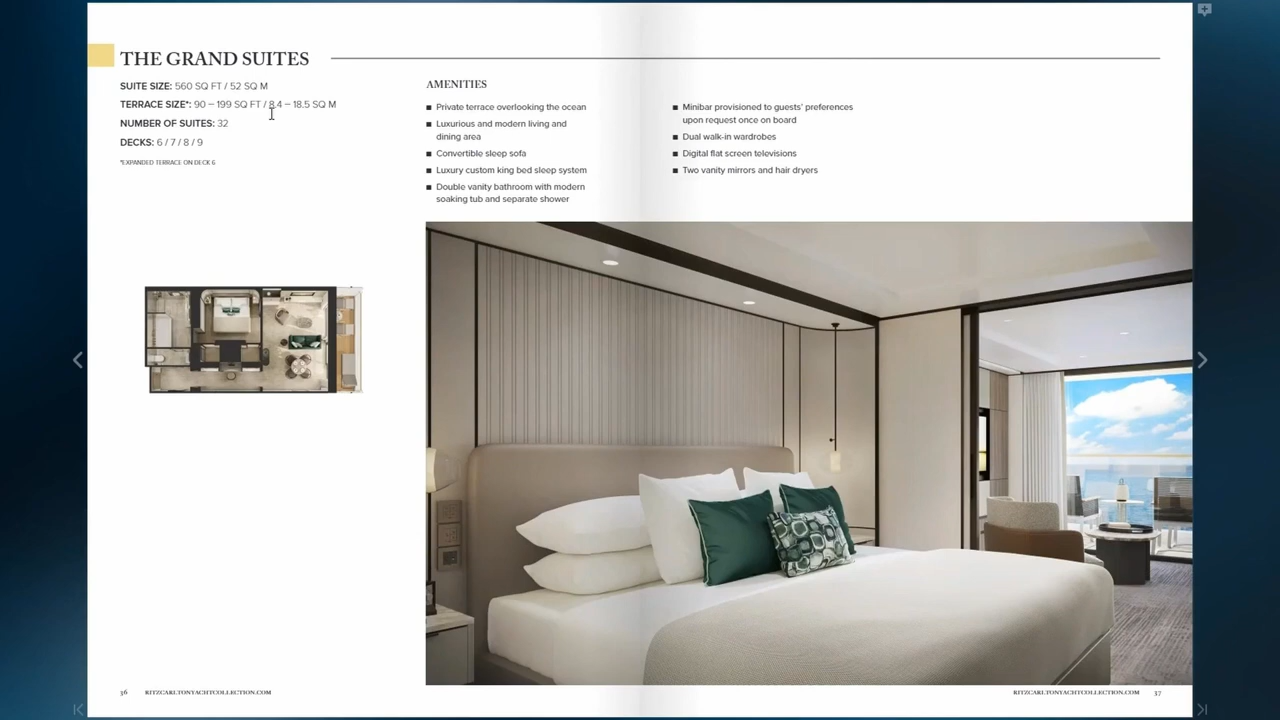 THE GRAND SUITES
SUITE SIZE: 560 SQ FT / 52 SQ M
TERRACE SIZE*: 90 – 199 SQ FT / 8.4 – 18.5 SQ M
NUMBER OF SUITES: 32
DECKS: 6 / 7 / 8 / 9
*EXPANDED TERRACE ON DECK 6
AMENITIES
■ Private terrace overlooking the ocean
■ Luxurious and modern living and
dining area
■ Convertible sleep sofa
■ Luxury custom king bed sleep system
■ Double vanity bathroom with modern
soaking tub and separate shower
■ Minibar provisioned to guests' preferences
upon request once on board
■ Dual walk-in wardrobes
■ Digital flat screen televisions
■ Two vanity mirrors and hair dryers
36 RITZCARLTONYACHTCOLLECTION.COM
RITZCARLTONYACHTCOLLECTION.COM 37